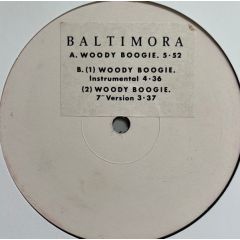 BALTIMORA
A. WOODY BOOGIE. 5·52
B. (1) WOODY BOOGIE.
Instrumental 4·36
(2) WOODY BOOGIE.
7" Version 3·37